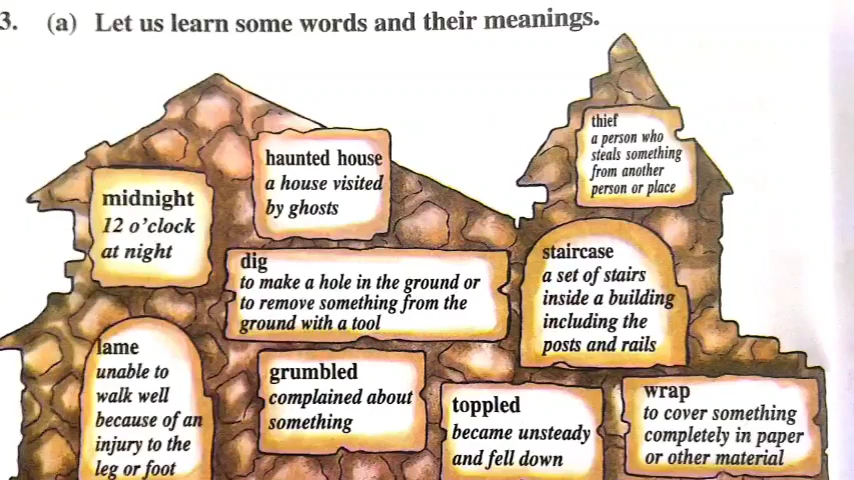 3. (a) Let us learn some words and their meanings.
thief
a person who
steals something
from another
person or place
haunted house
a house visited
by ghosts
midnight
12 o'clock
at night
dig
to make a hole in the ground or
to remove something from the
ground with a tool
staircase
a set of stairs
inside a building
including the
posts and rails
lame
unable to
walk well
because of an
injury to the
leg or foot
grumbled
complained about
something
toppled
became unsteady
and fell down
wrap
to cover something
completely in paper
or other material